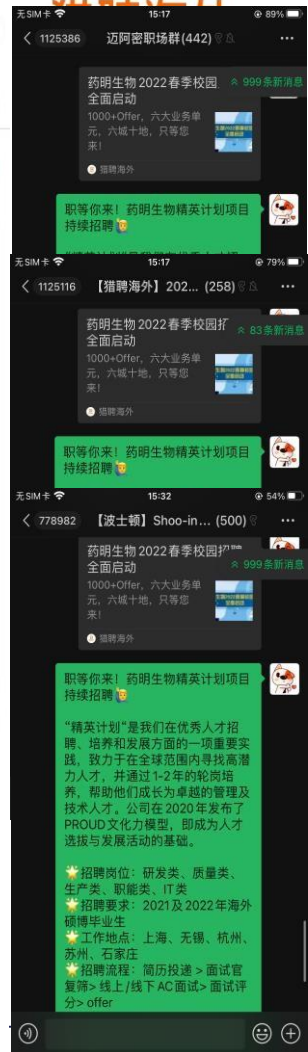 无SIM卡 15:17 89%
1125386 迈阿密职场群(442) ...
药明生物2022春季校园
999条新消息
全面启动
1000+Offer，六大业务单
元，六城十地，只等您
来！
猎聘海外
职等你来！药明生物精英计划项目
持续招聘
无SIM卡 15:17 79%
1125116 【猎聘海外】202... (258) ...
药明生物2022春季校园招
83条新消息
全面启动
1000+Offer，六大业务单
元，六城十地，只等您
来！
猎聘海外
职等你来！药明生物精英计划项目
持续招聘
无SIM卡 15:32 54%
778982 【波士顿】Shoo-in... (500) ...
药明生物2022春季校园招聘
999条新消息
全面启动
1000+Offer，六大业务单
元，六城十地，只等您
来！
猎聘海外
职等你来！药明生物精英计划项目
持续招聘
“精英计划“是我们在优秀人才招
聘、培养和发展方面的一项重要实
践，致力于在全球范围内寻找高潜
力人才，并通过1-2年的轮岗培
养，帮助他们成长为卓越的管理及
技术人才。公司在2020年发布了
PROUD文化力模型，即成为人才
选拔与发展活动的基础。
招聘岗位：研发类、质量类、
生产类、职能类、IT类
招聘要求：2021及2022年海外
硕博毕业生
工作地点：上海、无锡、杭州、
苏州、石家庄
招聘流程：简历投递 > 面试官
复筛> 线上/线下AC面试> 面试评
分> offer